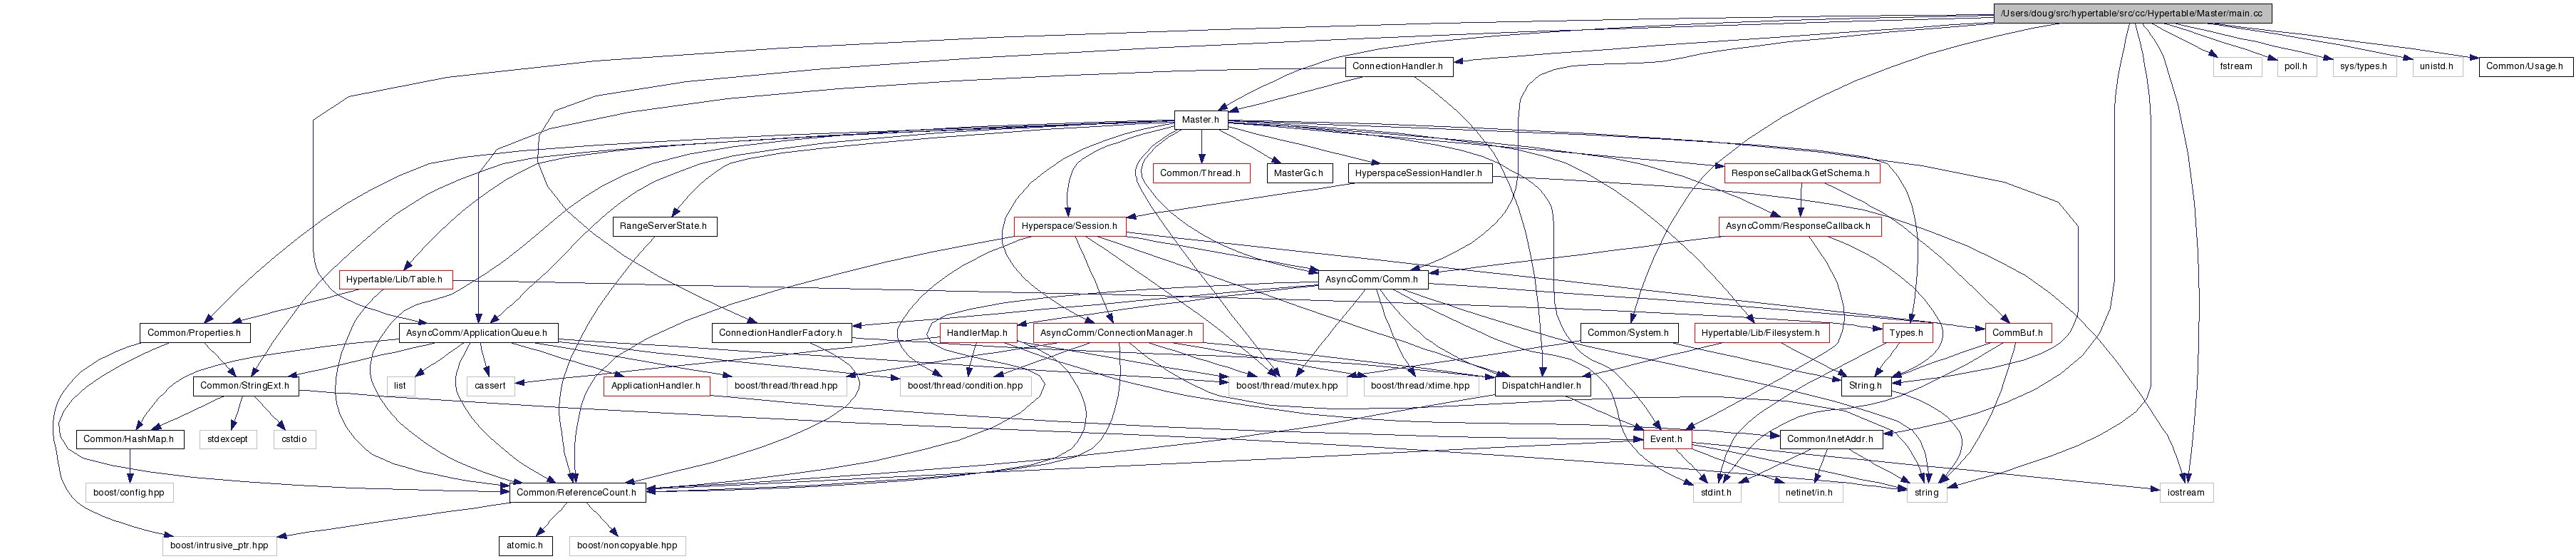 /Users/doug/src/hypertable/src/cc/Hypertable/Master/main.cc
ConnectionHandler.h
fstream
poll.h
sys/types.h
unistd.h
Common/Usage.h
Master.h
Common/Thread.h
MasterGc.h
HyperspaceSessionHandler.h
ResponseCallbackGetSchema.h
RangeServerState.h
Hyperspace/Session.h
AsyncComm/ResponseCallback.h
Hypertable/Lib/Table.h
AsyncComm/Comm.h
Common/Properties.h
AsyncComm/ApplicationQueue.h
ConnectionHandlerFactory.h
HandlerMap.h
AsyncComm/ConnectionManager.h
Common/System.h
Hypertable/Lib/Filesystem.h
Types.h
CommBuf.h
Common/StringExt.h
list
cassert
ApplicationHandler.h
boost/thread/thread.hpp
boost/thread/condition.hpp
boost/thread/mutex.hpp
boost/thread/xtime.hpp
DispatchHandler.h
String.h
Common/HashMap.h
stdexcept
cstdio
Event.h
Common/InetAddr.h
boost/config.hpp
Common/ReferenceCount.h
stdint.h
netinet/in.h
string
iostream
boost/intrusive_ptr.hpp
atomic.h
boost/noncopyable.hpp